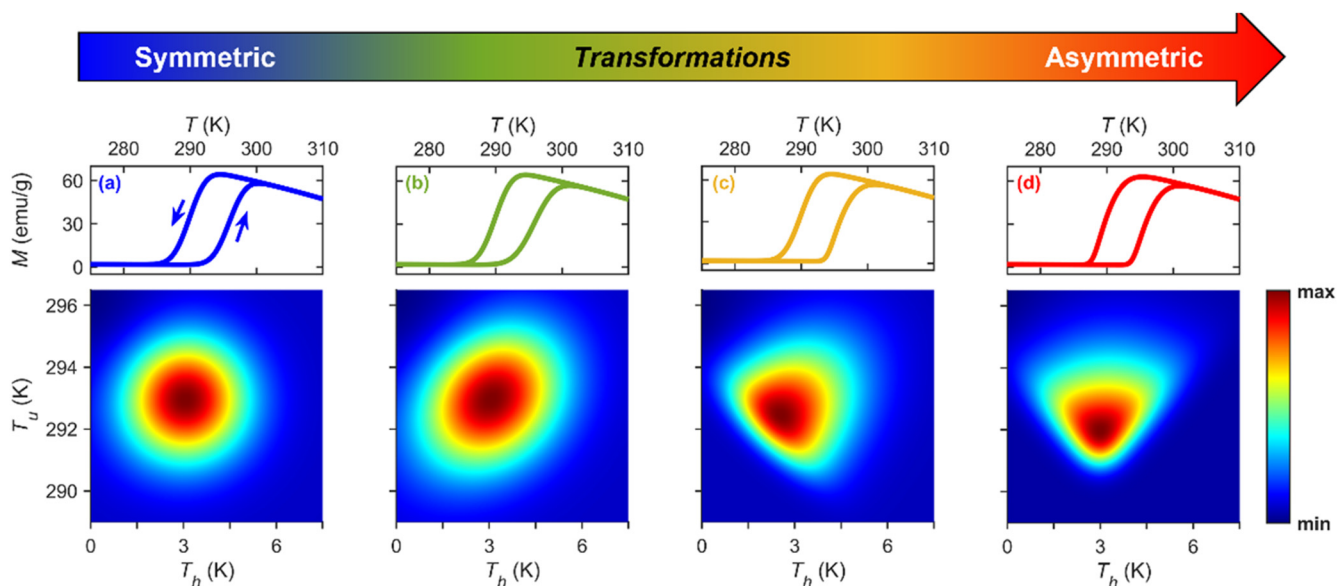 Symmetric Transformations Asymmetric
T (K) T (K) T (K) T (K)
280 290 300 310 280 290 300 310 280 290 300 310 280 290 300 310
60 (a) (b) (c) (d)
30
0
M (emu/g)
296
294
292
290
T_u (K)
max
min
0 3 6 0 3 6 0 3 6 0 3 6
T_h (K) T_h (K) T_h (K) T_h (K)